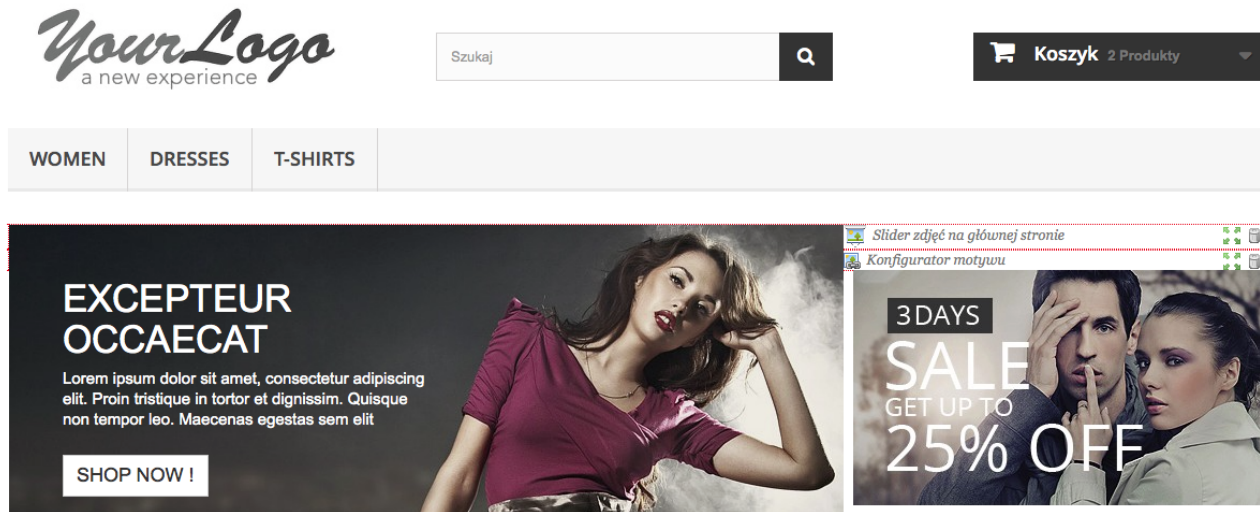 YourLogo
a new experience
Szukaj
Koszyk 2 Produkty
WOMEN
DRESSES
T-SHIRTS
Slider zdjęć na głównej stronie
Konfigurator motywu
EXCEPTEUR
OCCAECAT
Lorem ipsum dolor sit amet, consectetur adipiscing
elit. Proin tristique in tortor et dignissim. Quisque
non tempor leo. Maecenas egestas sem elit
SHOP NOW !
3 DAYS
SALE
GET UP TO
25% OFF